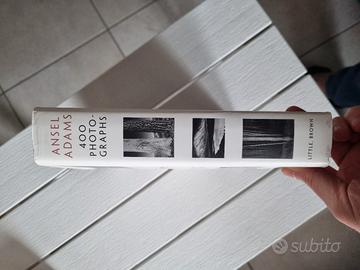 ANSEL
ADAMS
400
PHOTO-
GRAPHS
LITTLE, BROWN
subito